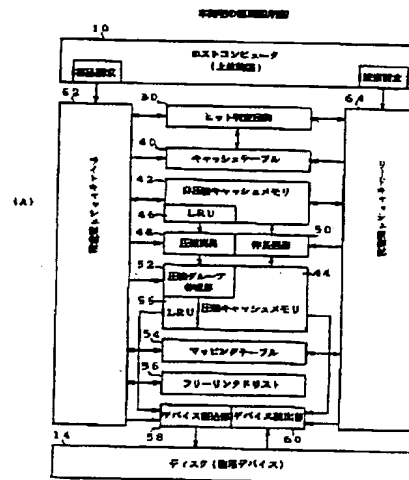 本発明の原理説明図
10
ホストコンピュータ
(上位装置)
62
64
30
ヒット判定回路
40
キャッシュテーブル
(A)
42
非圧縮キャッシュメモリ
46
LRU
48
50
圧縮回路
伸長回路
52
44
圧縮グループ
作成部
55
LRU
圧縮キャッシュメモリ
54
マッピングテーブル
56
フリーリンクドリスト
デバイス書込部
デバイス読出部
58
60
14
ディスク(物理デバイス)